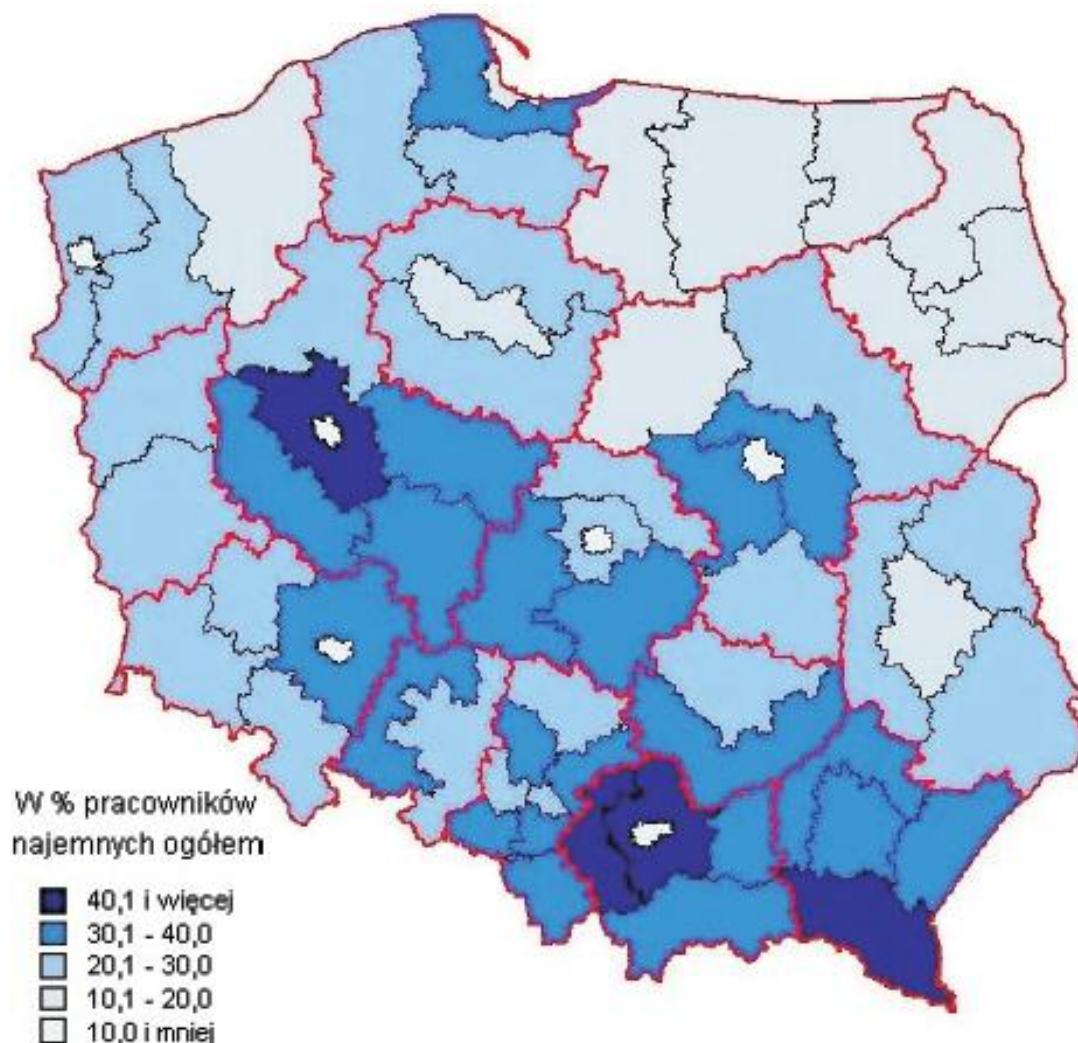 W % pracowników
najemnych ogółem
40,1 i więcej
30,1 - 40,0
20,1 - 30,0
10,1 - 20,0
10,0 i mniej